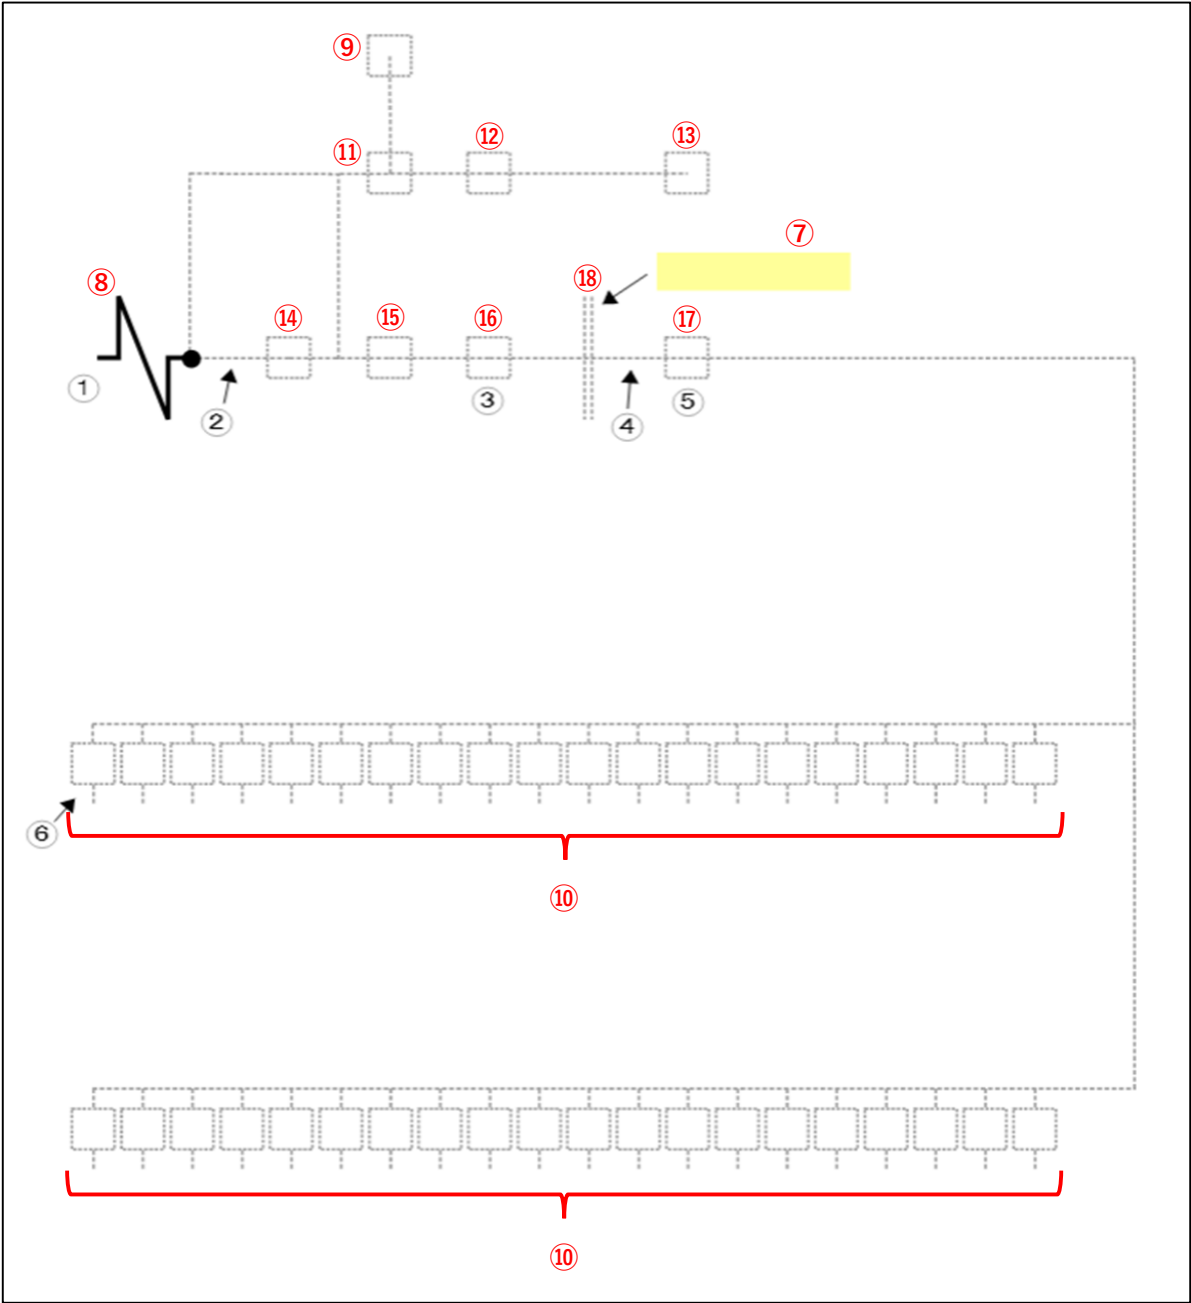 ⑨
⑪ ⑫ ⑬
⑦
⑧ ⑱
⑭ ⑮ ⑯ ⑰
① ② ③ ④ ⑤
⑥
⑩
⑩